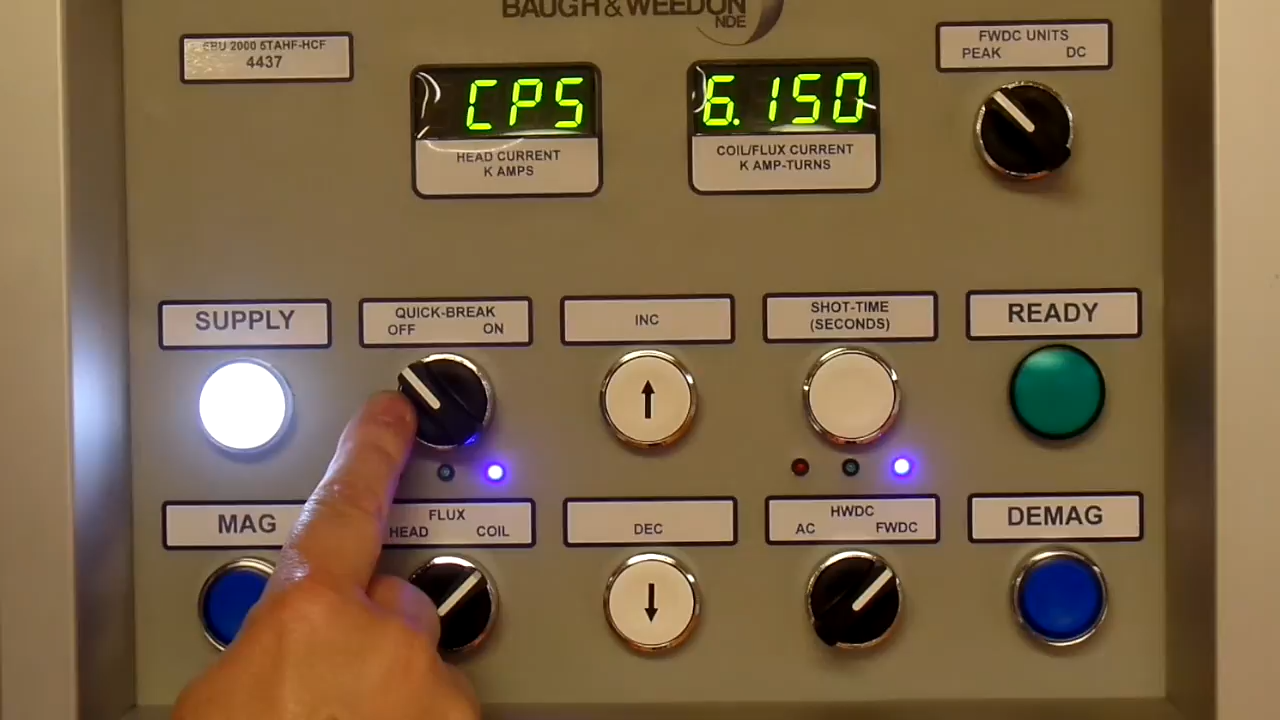 BAUGH & WEEDON
NDE
EBU 2000 5TAHF-HCF
4437
CPS
HEAD CURRENT
K AMPS
6.150
COIL/FLUX CURRENT
K AMP-TURNS
FWDC UNITS
PEAK DC
SUPPLY
QUICK-BREAK
OFF ON
INC
SHOT-TIME
(SECONDS)
READY
MAG
FLUX
HEAD COIL
DEC
HWDC
AC FWDC
DEMAG